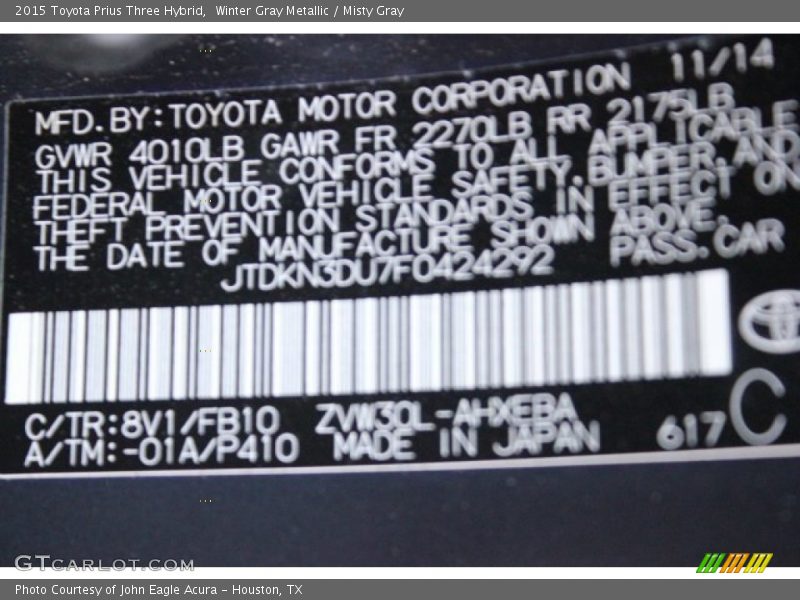 2015 Toyota Prius Three Hybrid,  Winter Gray Metallic / Misty Gray
11/14
MFD.BY:TOYOTA MOTOR CORPORATION
GVWR 4010LB GAWR FR 2270LB RR 2175LB
THIS VEHICLE CONFORMS TO ALL APPLICABLE
FEDERAL MOTOR VEHICLE SAFETY,BUMPER,AND
THEFT PREVENTION STANDARDS IN EFFECT ON
THE DATE OF MANUFACTURE SHOWN ABOVE.
JTDKN3DU7F0424292 PASS.CAR
C/TR:8V1/FB10 ZVW30L-AHXEBA
A/TM:-01A/P410 MADE IN JAPAN 617 C
GTCARLOT.COM
Photo Courtesy of John Eagle Acura - Houston, TX